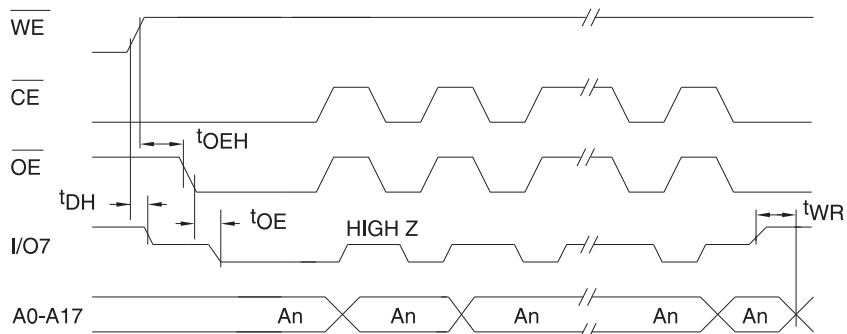 WE
CE
tOEH
OE
tDH
tOE
tWR
HIGH Z
I/O7
A0-A17 An An An An An